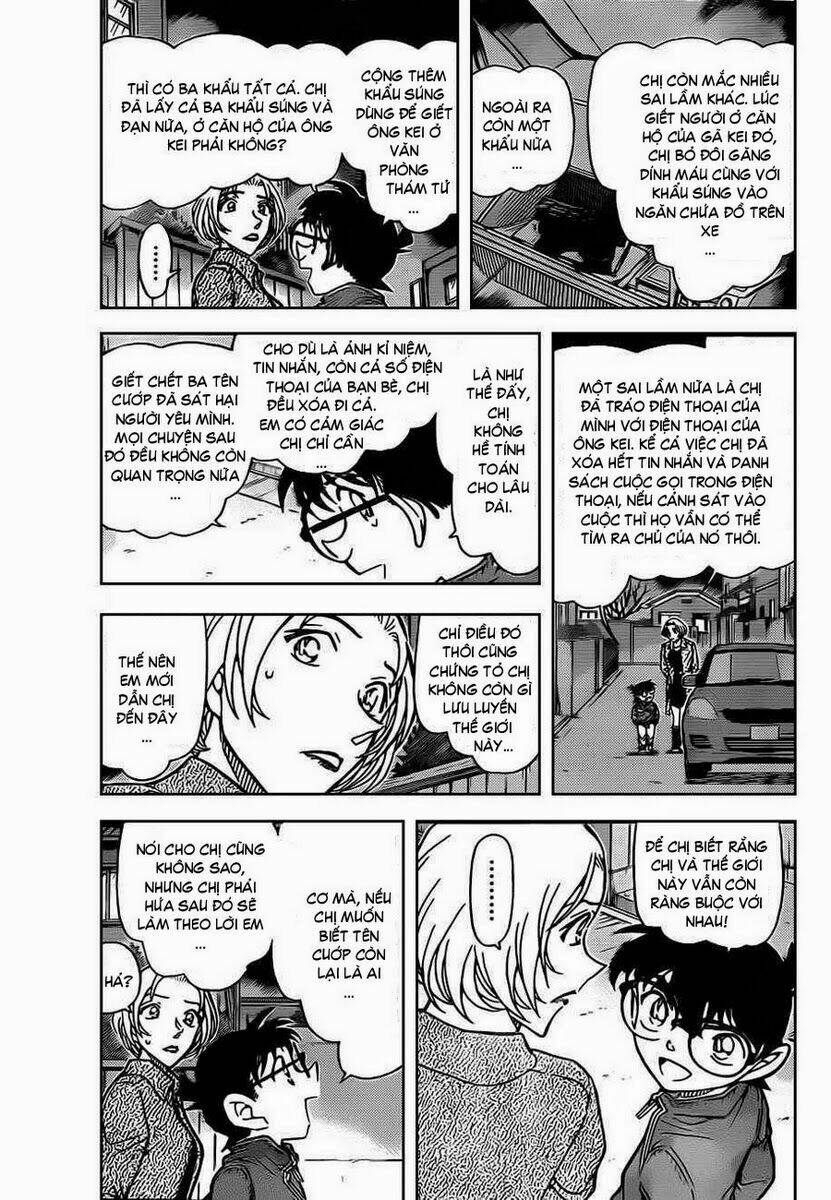 CHỊ CÒN MẮC NHIỀU
SAI LẦM KHÁC. LÚC
GIẾT NGƯỜI Ở CĂN
HỘ CỦA GÃ KEI ĐÓ,
CHỊ BỎ ĐÔI GĂNG
DÍNH MÁU CÙNG VỚI
KHẨU SÚNG VÀO
NGĂN CHỨA ĐỒ TRÊN
XE
...
NGOÀI RA
CÒN MỘT
KHẨU NỮA
...
CỘNG THÊM
KHẨU SÚNG
DÙNG ĐỂ GIẾT
ÔNG KEI Ở
VĂN
PHÒNG
THÁM TỬ
...
THÌ CÓ BA KHẨU TẤT CẢ. CHỊ
ĐÃ LẤY CẢ BA KHẨU SÚNG VÀ
ĐẠN NỮA, Ở CĂN HỘ CỦA ÔNG
KEI PHẢI KHÔNG?
......
MỘT SAI LẦM NỮA LÀ CHỊ
ĐÃ TRÁO ĐIỆN THOẠI CỦA
MÌNH VỚI ĐIỆN THOẠI CỦA
ÔNG KEI. KỂ CẢ VIỆC CHỊ ĐÃ
XÓA HẾT TIN NHẮN VÀ DANH
SÁCH CUỘC GỌI TRONG ĐIỆN
THOẠI, NẾU CẢNH SÁT VÀO
CUỘC THÌ HỌ VẪN CÓ THỂ
TÌM RA CHỦ CỦA NÓ THÔI.
LÀ NHƯ
THẾ ĐẤY,
CHỊ
KHÔNG
HỀ TÍNH
TOÁN
CHO LÂU
DÀI.
CHO DÙ LÀ ẢNH KỈ NIỆM,
TIN NHẮN, CÒN CẢ SỐ ĐIỆN
THOẠI CỦA BẠN BÈ, CHỊ
ĐỀU XÓA ĐI CẢ.
EM CÓ CẢM GIÁC
CHỊ CHỈ CẦN
...
GIẾT CHẾT BA TÊN
CƯỚP ĐÃ SÁT HẠI
NGƯỜI YÊU MÌNH.
MỌI CHUYỆN SAU
ĐÓ ĐỀU KHÔNG CÒN
QUAN TRỌNG NỮA
...
CHỈ ĐIỀU ĐÓ
THÔI CŨNG
CHỨNG TỎ CHỊ
KHÔNG CÒN GÌ
LƯU LUYẾN
THẾ GIỚI
NÀY...
THẾ NÊN
EM MỚI
DẪN CHỊ
ĐẾN ĐÂY
...
ĐỂ CHỊ BIẾT RẰNG
CHỊ VÀ THẾ GIỚI
NÀY VẪN CÒN
RÀNG BUỘC VỚI
NHAU!
......
CƠ MÀ, NẾU
CHỊ MUỐN
BIẾT TÊN
CƯỚP CÒN
LẠI LÀ AI
...
NÓI CHO CHỊ CŨNG
KHÔNG SAO,
NHƯNG CHỊ PHẢI
HỨA SAU ĐÓ SẼ
LÀM THEO LỜI EM
...
HẢ?